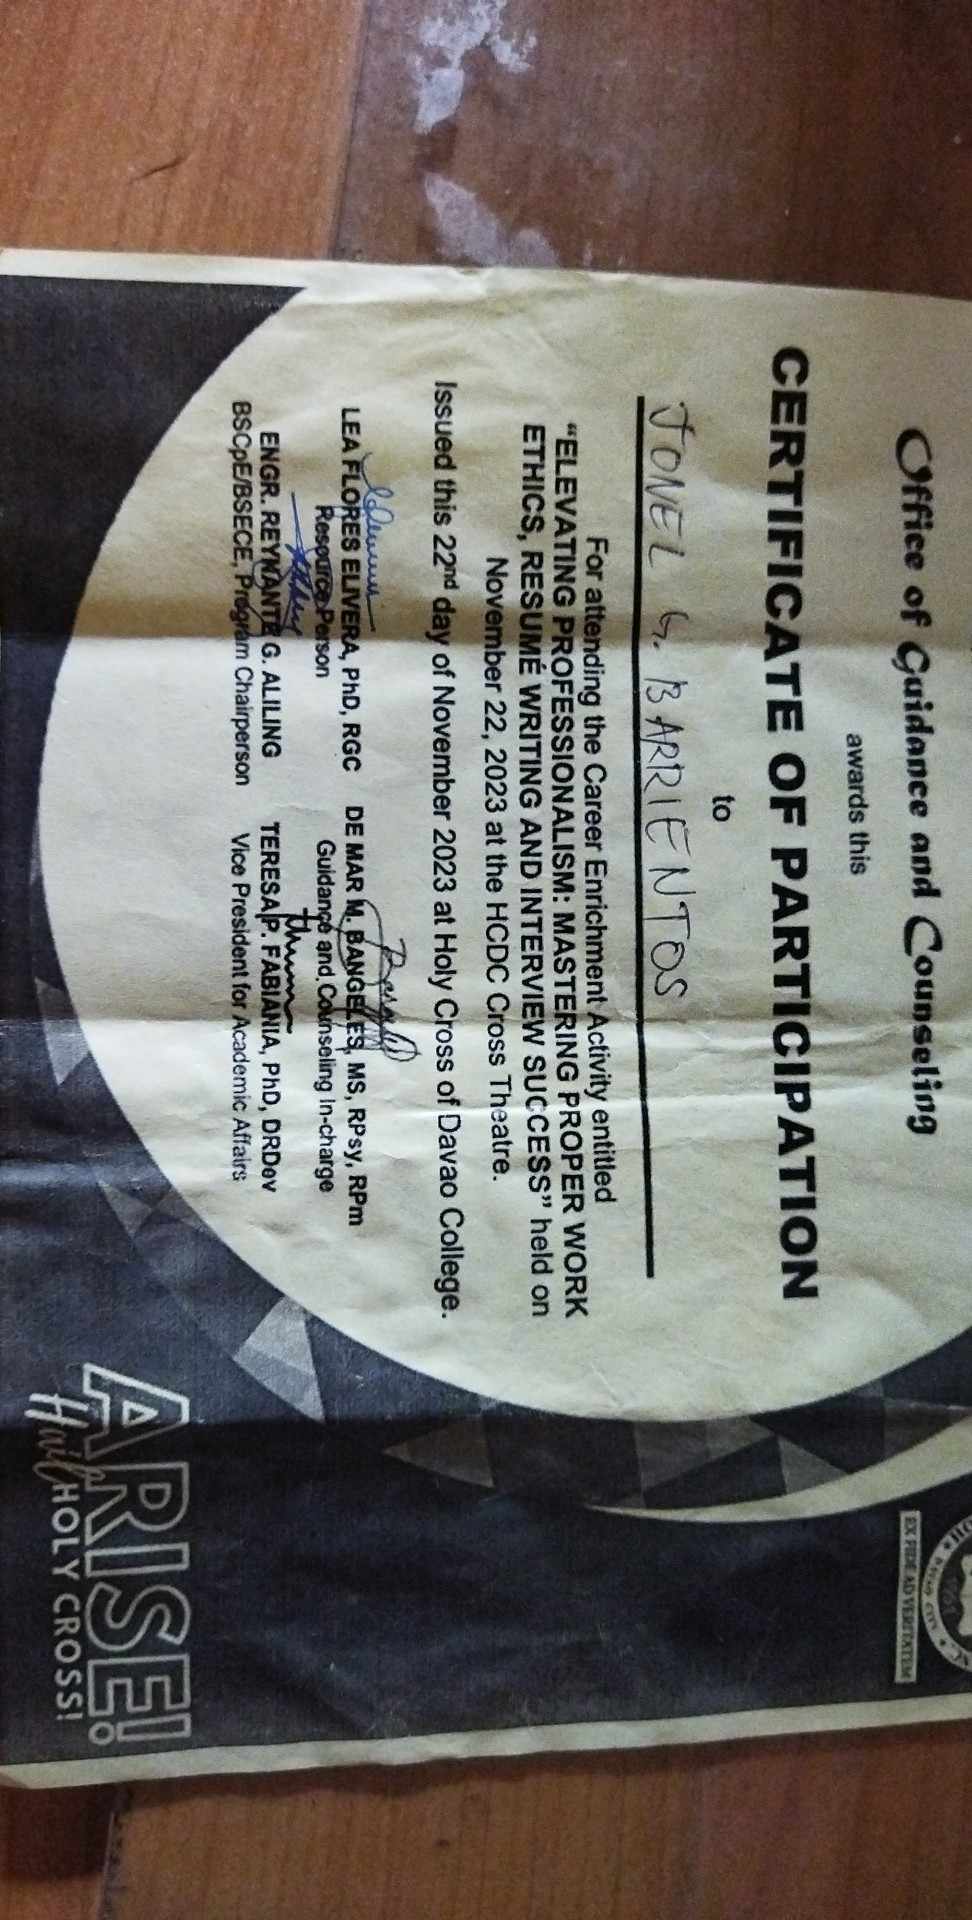 Office of Guidance and Counseling
awards this
CERTIFICATE OF PARTICIPATION
to
JONEL G. BARRIENTOS
For attending the Career Enrichment Activity entitled
“ELEVATING PROFESSIONALISM: MASTERING PROPER WORK
ETHICS, RESUMÉ WRITING AND INTERVIEW SUCCESS” held on
November 22, 2023 at the HCDC Cross Theatre.
Issued this 22nd day of November 2023 at Holy Cross of Davao College.
LEA FLORES ELIVERA, PhD, RGC
Resource Person
DE MAR M. BANGELES, MS, RPsy, RPm
Guidance and Counseling In-charge
ENGR. REYMANTE G. ALILING
BSCpE/BSECE, Program Chairperson
TERESA P. FABIANIA, PhD, DRDev
Vice President for Academic Affairs
EX FIDE AD VERITATEM
ARISE!
Hail HOLY CROSS!